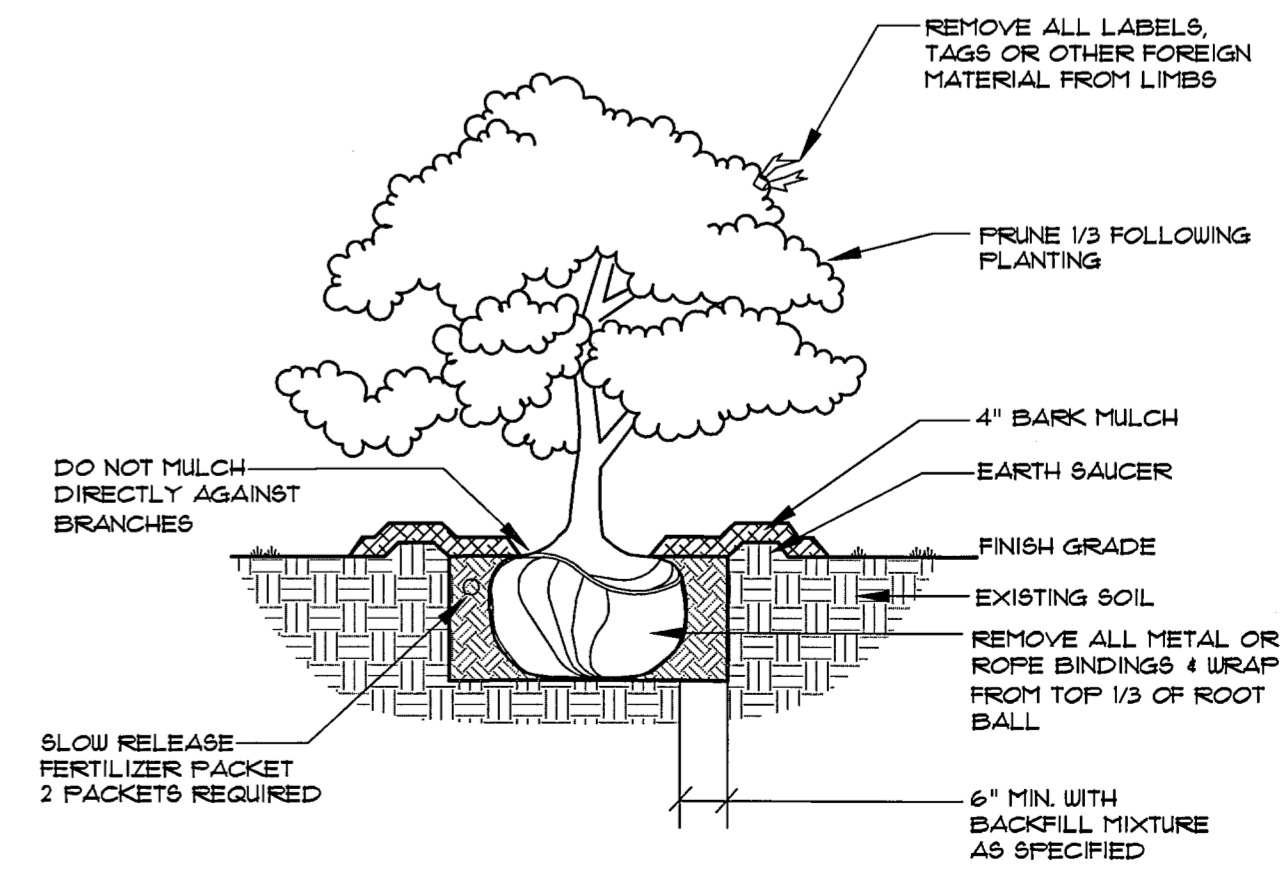 REMOVE ALL LABELS,
TAGS OR OTHER FOREIGN
MATERIAL FROM LIMBS
PRUNE 1/3 FOLLOWING
PLANTING
4" BARK MULCH
EARTH SAUCER
FINISH GRADE
EXISTING SOIL
REMOVE ALL METAL OR
ROPE BINDINGS & WRAP
FROM TOP 1/3 OF ROOT
BALL
6" MIN. WITH
BACKFILL MIXTURE
AS SPECIFIED
DO NOT MULCH
DIRECTLY AGAINST
BRANCHES
SLOW RELEASE
FERTILIZER PACKET
2 PACKETS REQUIRED